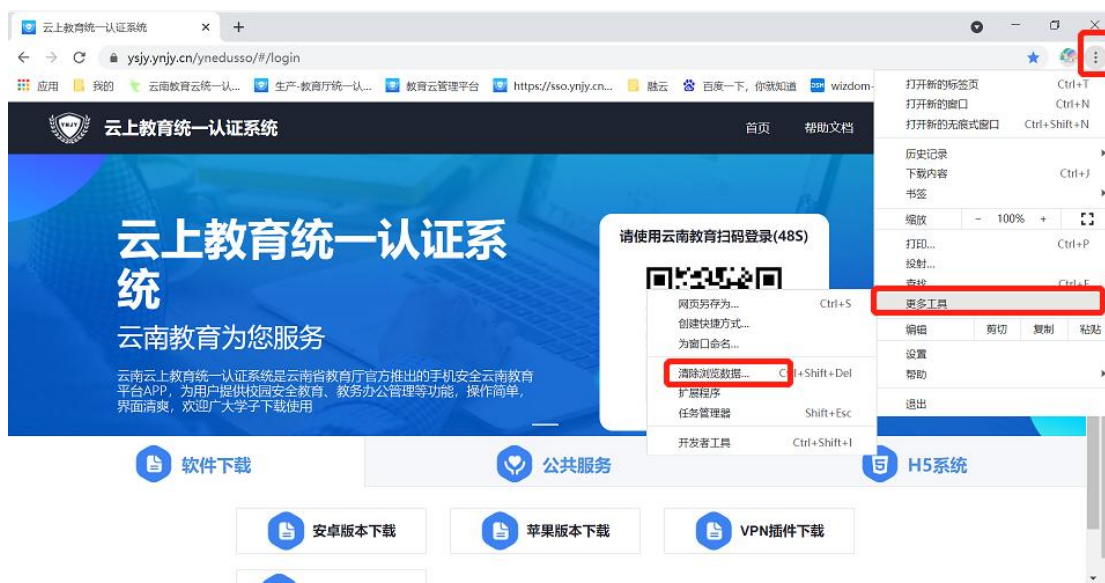 云上教育统一认证系统
ysjy.ynjy.cn/ynedusso/#/login
应用 我的 云南教育云统一认... 生产-教育厅统一认... 教育云管理平台 https://sso.ynjy.cn... 融云 百度一下，你就知道 wizdom-
YNJY
云上教育统一认证系统 首页 帮助文档
云上教育统一认证系
统
云南教育为您服务
云南云上教育统一认证系统是云南省教育厅官方推出的手机安全云南教育
平台APP，为用户提供校园安全教育、教务办公管理等功能，操作简单，
界面清爽，欢迎广大学子下载使用
请使用云南教育扫码登录(48S)
打开新的标签页 Ctrl+T
打开新的窗口 Ctrl+N
打开新的无痕式窗口 Ctrl+Shift+N
历史记录
下载内容 Ctrl+J
书签
缩放 - 100% +
打印... Ctrl+P
投射...
查找... Ctrl+F
更多工具
编辑 剪切 复制 粘贴
设置
帮助
退出
网页另存为... Ctrl+S
创建快捷方式...
为窗口命名...
清除浏览数据... Ctrl+Shift+Del
扩展程序
任务管理器 Shift+Esc
开发者工具 Ctrl+Shift+I
软件下载 公共服务 H5系统
安卓版本下载 苹果版本下载 VPN插件下载